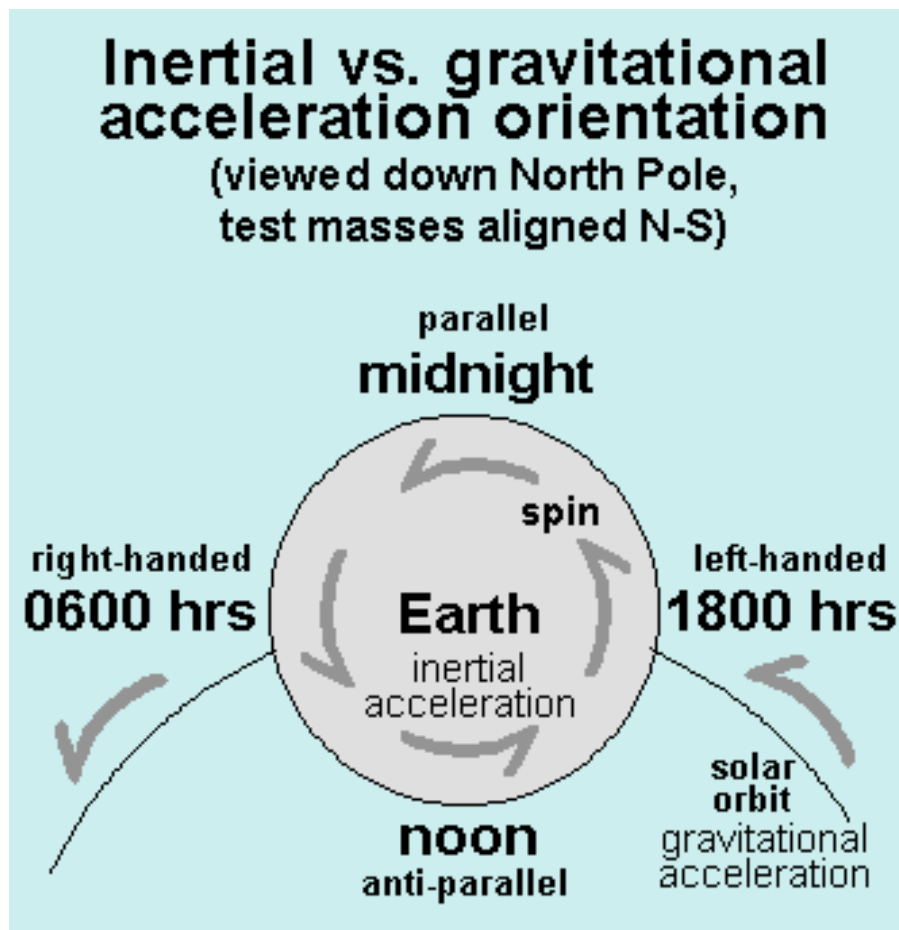 Inertial vs. gravitational
acceleration orientation
(viewed down North Pole,
test masses aligned N-S)
parallel
midnight
spin
right-handed
0600 hrs
left-handed
1800 hrs
Earth
inertial
acceleration
solar
orbit
gravitational
acceleration
noon
anti-parallel